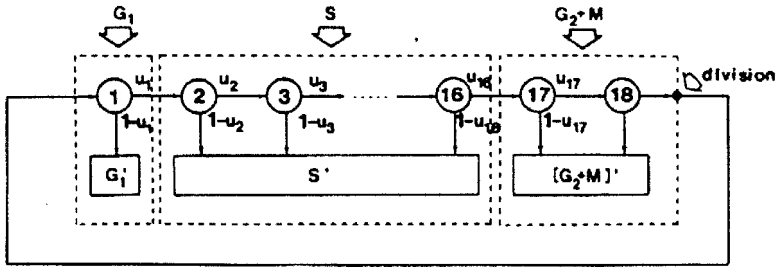 G₁ S G₂+M
division
1 u₁ 2 u₂ 3 u₃ ..... 16 u₁₆ 17 u₁₇ 18
1-u₁ 1-u₂ 1-u₃ 1-u₁₆ 1-u₁₇
G₁' S' [G₂+M]'